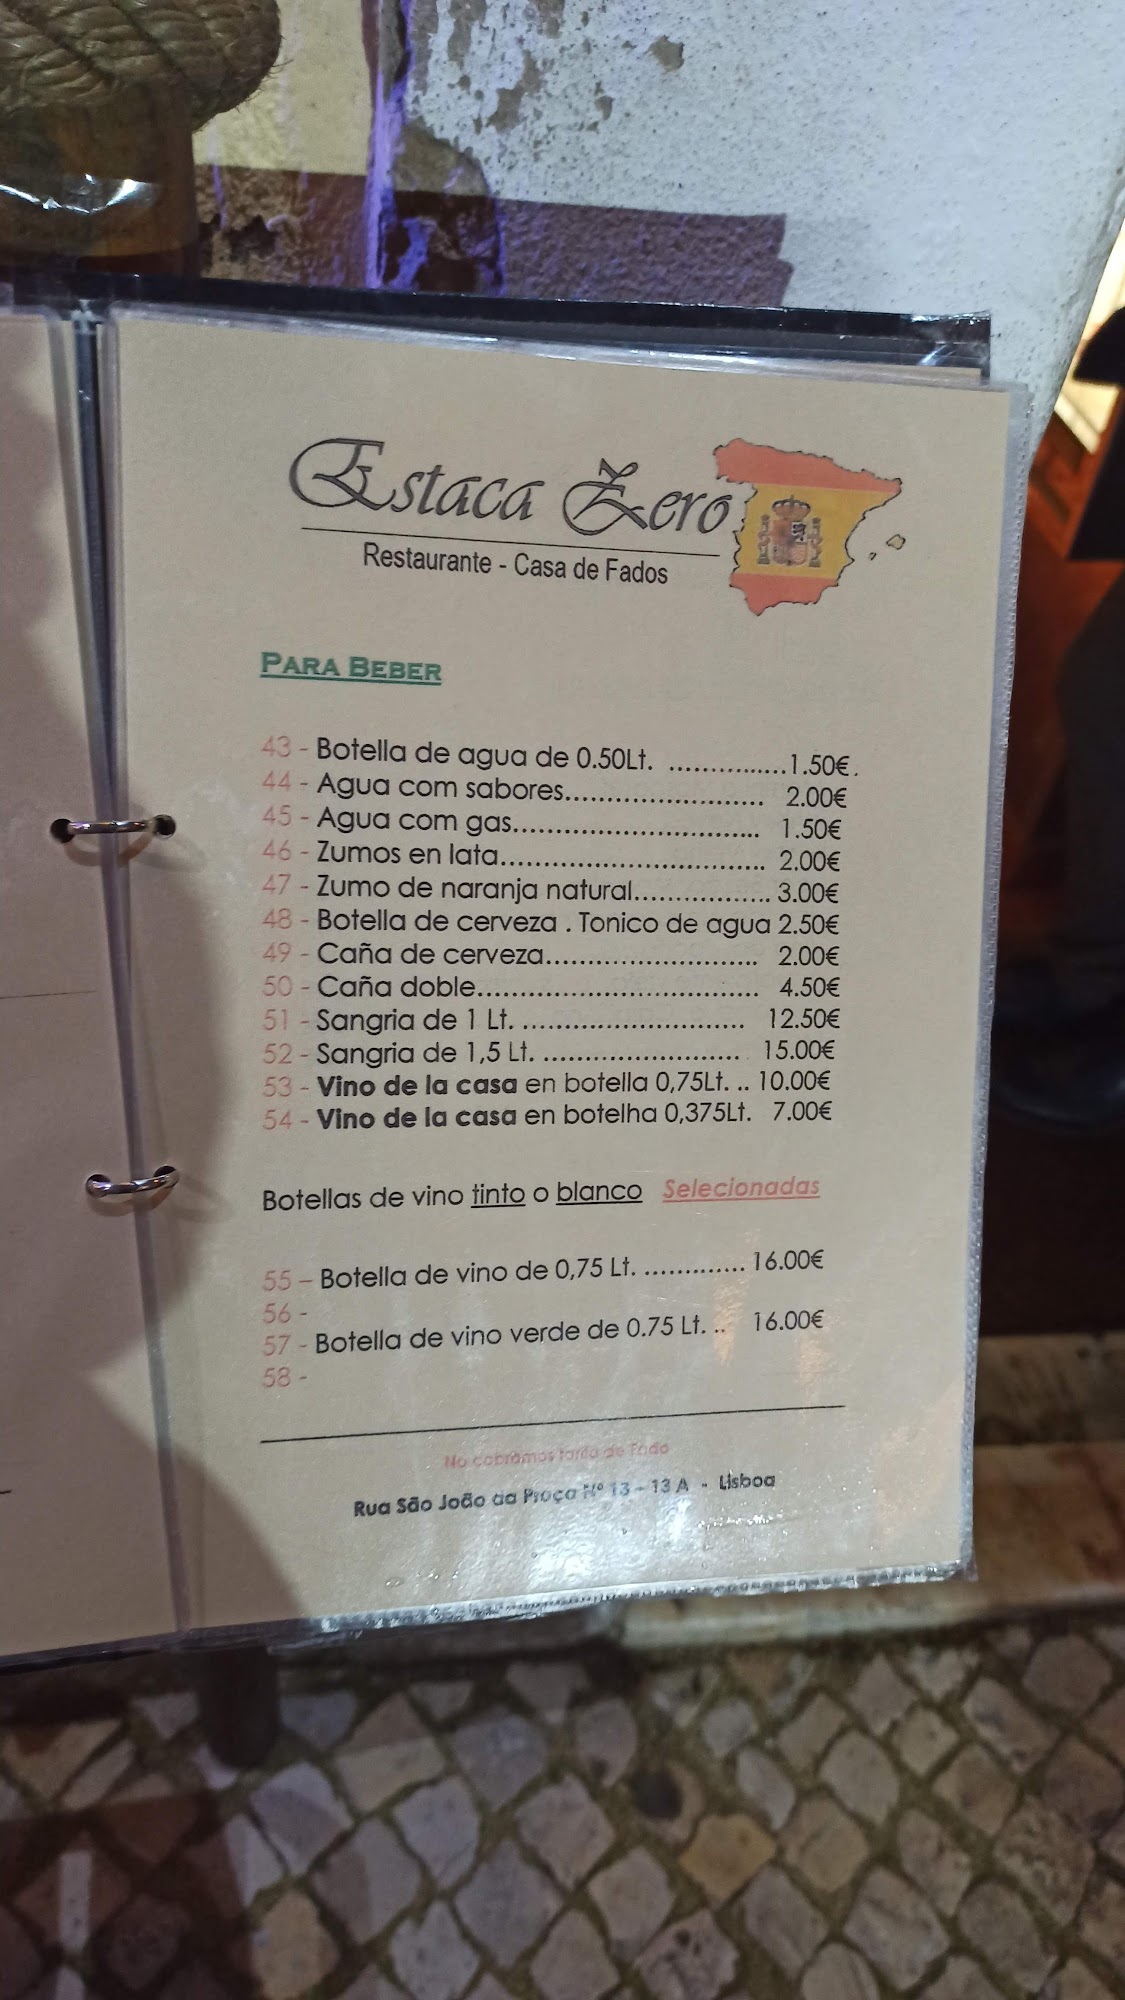 Estaca Zero
Restaurante - Casa de Fados
PARA BEBER
43 - Botella de agua de 0.50Lt. ..............1.50€.
44 - Agua com sabores........................ 2.00€
45 - Agua com gas.............................. 1.50€
46 - Zumos en lata................................ 2.00€
47 - Zumo de naranja natural................. 3.00€
48 - Botella de cerveza . Tonico de agua 2.50€
49 - Caña de cerveza.......................... 2.00€
50 - Caña doble.................................. 4.50€
51 - Sangria de 1 Lt. ........................... 12.50€
52 - Sangria de 1,5 Lt. ........................ 15.00€
53 - Vino de la casa en botella 0,75Lt. .. 10.00€
54 - Vino de la casa en botelha 0,375Lt. 7.00€
Botellas de vino tinto o blanco Selecionadas
55 – Botella de vino de 0,75 Lt. ............. 16.00€
56 -
57 - Botella de vino verde de 0.75 Lt. .. 16.00€
58 -
No cobramos tarifa de Fado
Rua São João da Praça Nº 13 - 13 A - Lisboa